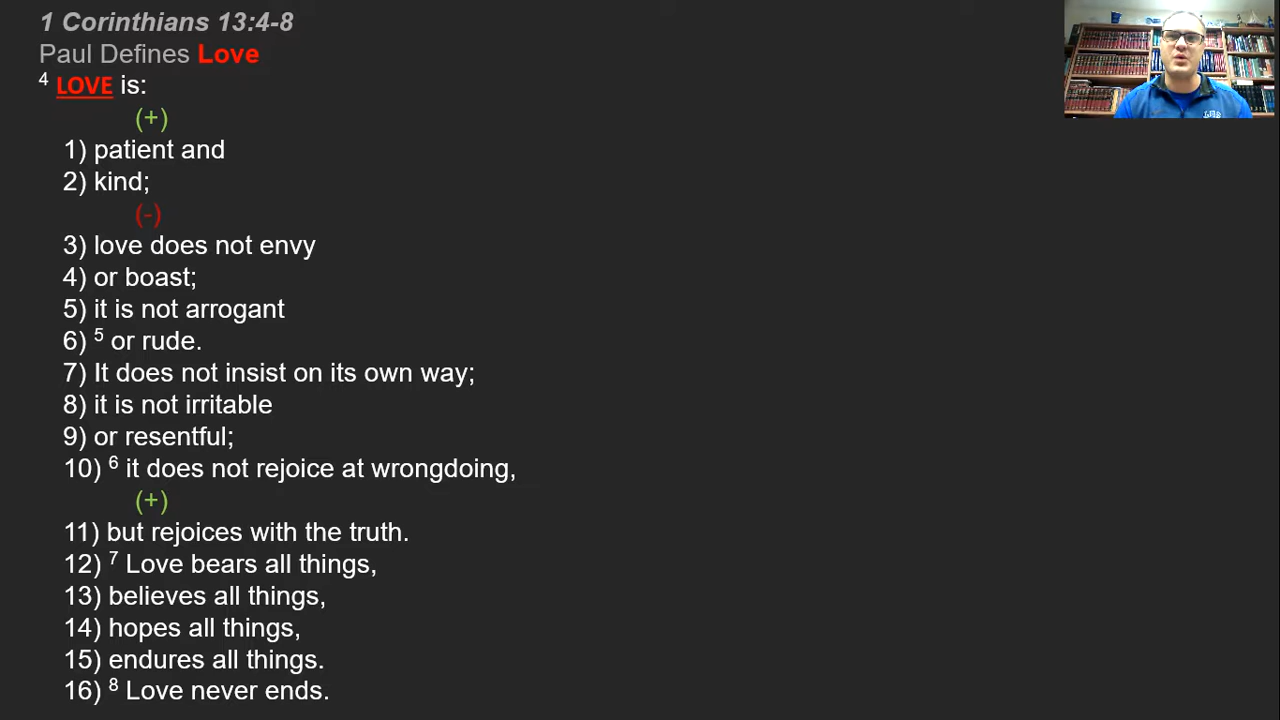 1 Corinthians 13:4-8
Paul Defines Love
4 LOVE is:
(+)
1) patient and
2) kind;
(-)
3) love does not envy
4) or boast;
5) it is not arrogant
6) 5 or rude.
7) It does not insist on its own way;
8) it is not irritable
9) or resentful;
10) 6 it does not rejoice at wrongdoing,
(+)
11) but rejoices with the truth.
12) 7 Love bears all things,
13) believes all things,
14) hopes all things,
15) endures all things.
16) 8 Love never ends.